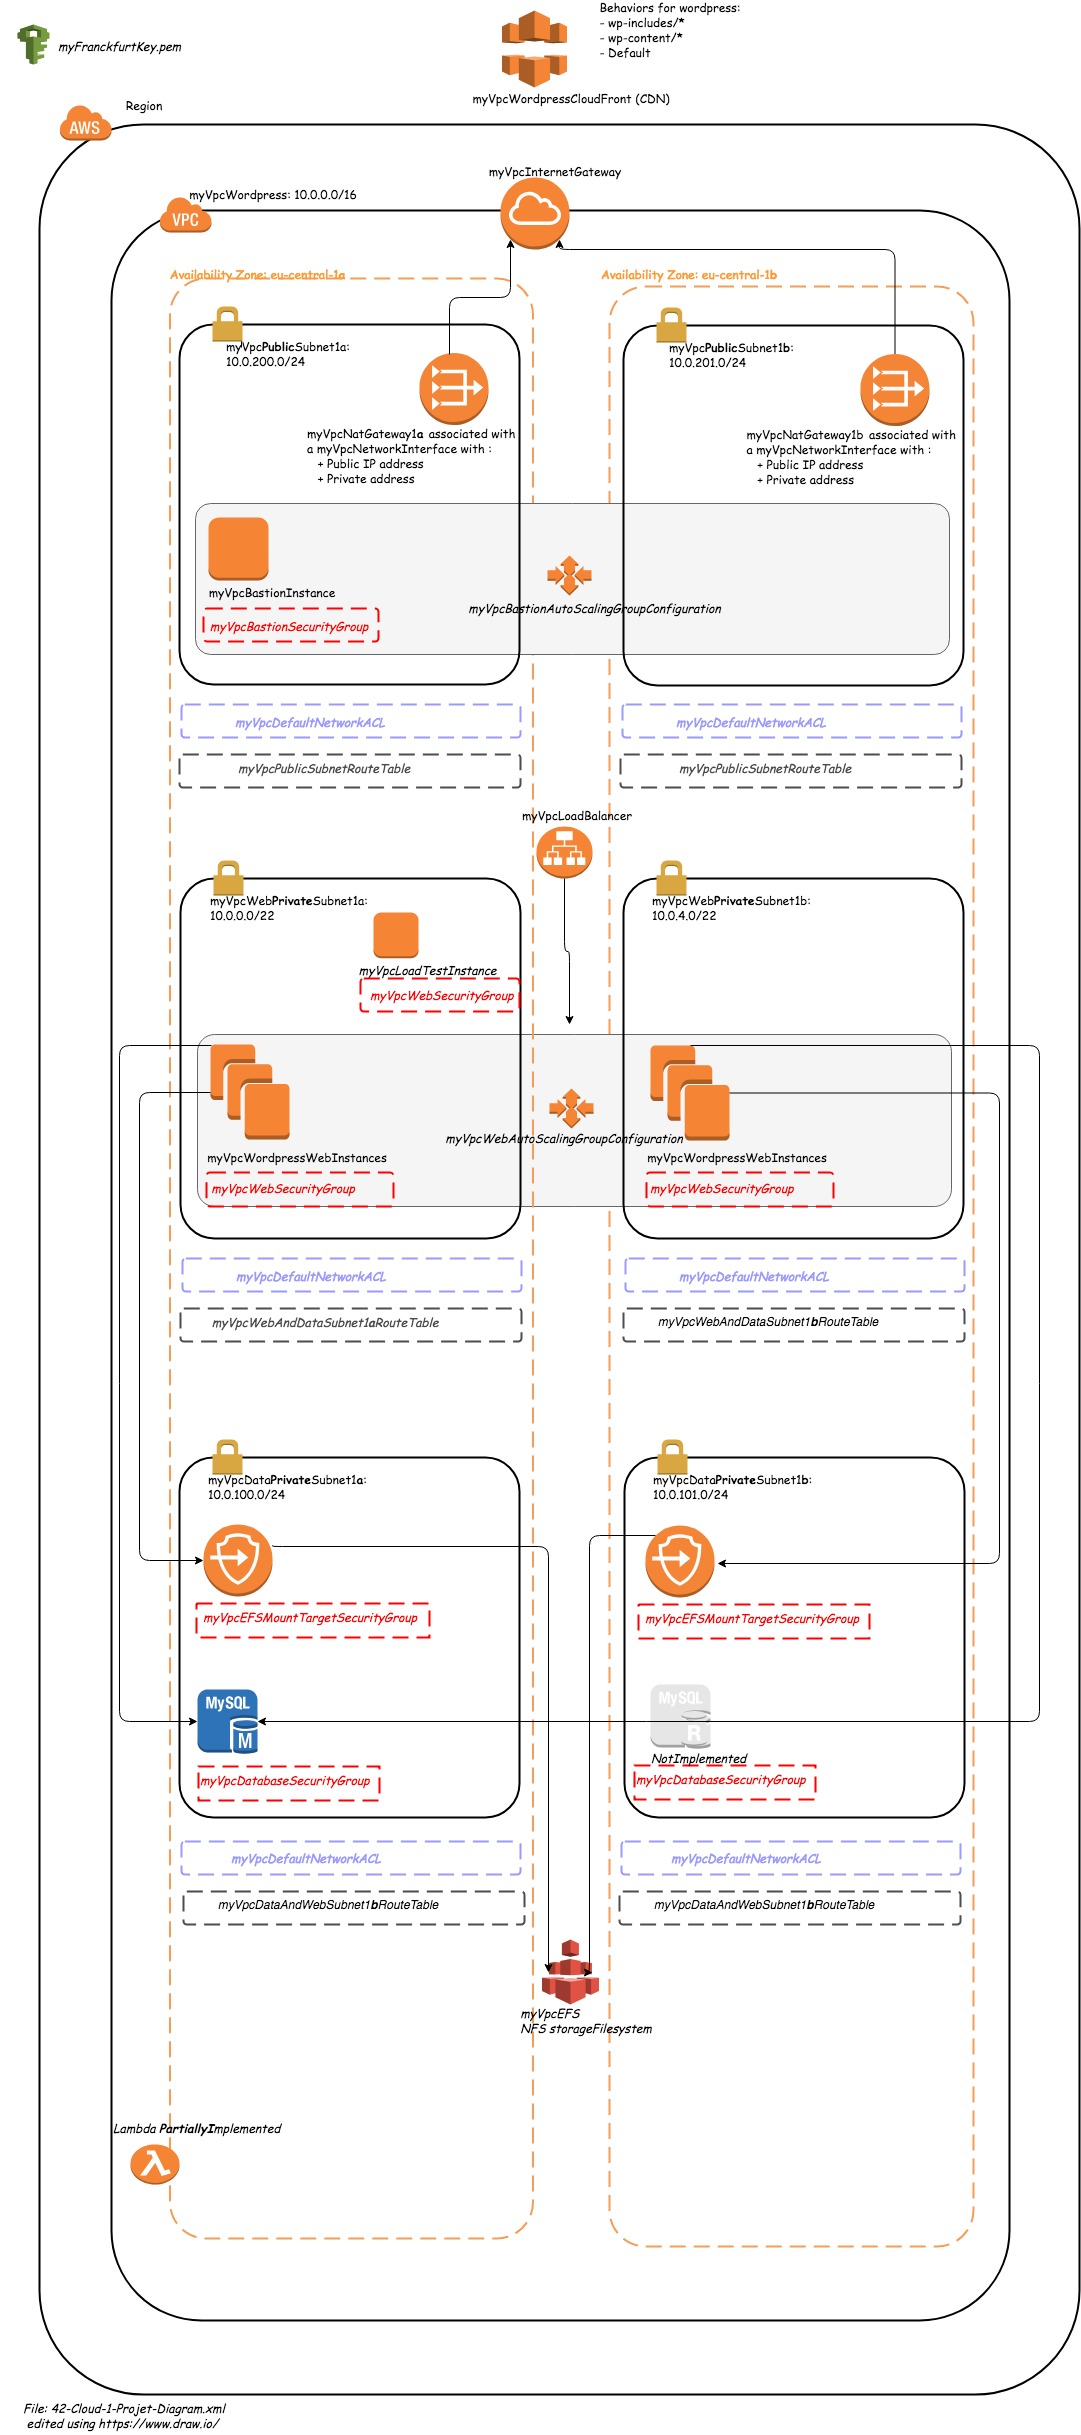 Behaviors for wordpress:
- wp-includes/*
- wp-content/*
- Default
myFranckfurtKey.pem
myVpcWordpressCloudFront (CDN)
Region
AWS
myVpcInternetGateway
myVpcWordpress: 10.0.0.0/16
VPC
Availability Zone: eu-central-1a
Availability Zone: eu-central-1b
myVpcPublicSubnet1a:
10.0.200.0/24
myVpcPublicSubnet1b:
10.0.201.0/24
myVpcNatGateway1a associated with
a myVpcNetworkInterface with :
+ Public IP address
+ Private address
myVpcNatGateway1b associated with
a myVpcNetworkInterface with :
+ Public IP address
+ Private address
myVpcBastionInstance
myVpcBastionAutoScalingGroupConfiguration
myVpcBastionSecurityGroup
myVpcDefaultNetworkACL
myVpcDefaultNetworkACL
myVpcPublicSubnetRouteTable
myVpcPublicSubnetRouteTable
myVpcLoadBalancer
myVpcWebPrivateSubnet1a:
10.0.0.0/22
myVpcWebPrivateSubnet1b:
10.0.4.0/22
myVpcLoadTestInstance
myVpcWebSecurityGroup
myVpcWebAutoScalingGroupConfiguration
myVpcWordpressWebInstances
myVpcWordpressWebInstances
myVpcWebSecurityGroup
myVpcWebSecurityGroup
myVpcDefaultNetworkACL
myVpcDefaultNetworkACL
myVpcWebAndDataSubnet1aRouteTable
myVpcWebAndDataSubnet1bRouteTable
myVpcDataPrivateSubnet1a:
10.0.100.0/24
myVpcDataPrivateSubnet1b:
10.0.101.0/24
myVpcEFSMountTargetSecurityGroup
myVpcEFSMountTargetSecurityGroup
MySQL
M
MySQL
R
NotImplemented
myVpcDatabaseSecurityGroup
myVpcDatabaseSecurityGroup
myVpcDefaultNetworkACL
myVpcDefaultNetworkACL
myVpcDataAndWebSubnet1bRouteTable
myVpcDataAndWebSubnet1bRouteTable
myVpcEFS
NFS storageFilesystem
Lambda PartiallyImplemented
File: 42-Cloud-1-Projet-Diagram.xml
edited using https://www.draw.io/